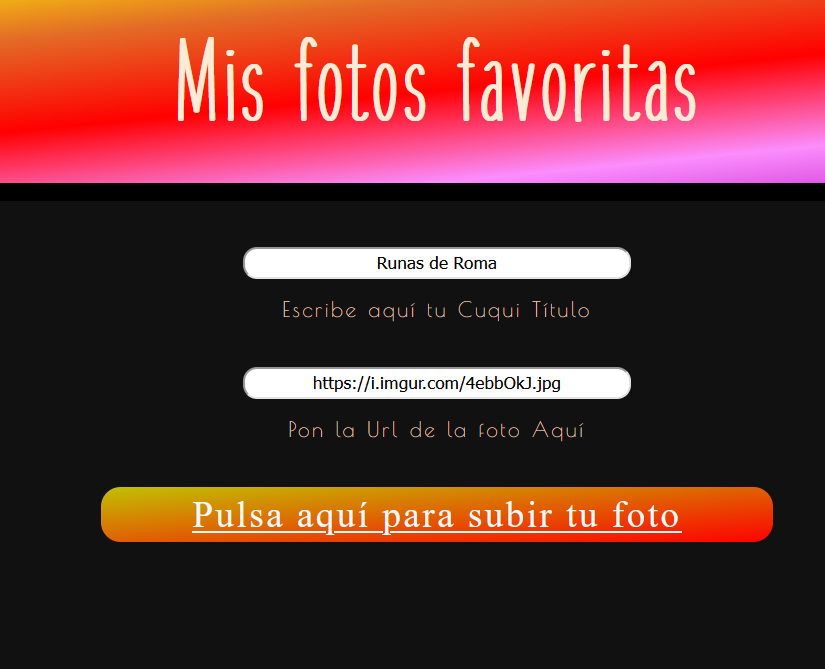 Mis fotos favoritas
Runas de Roma
Escribe aquí tu Cuqui Título
https://i.imgur.com/4ebbOkJ.jpg
Pon la Url de la foto Aquí
Pulsa aquí para subir tu foto